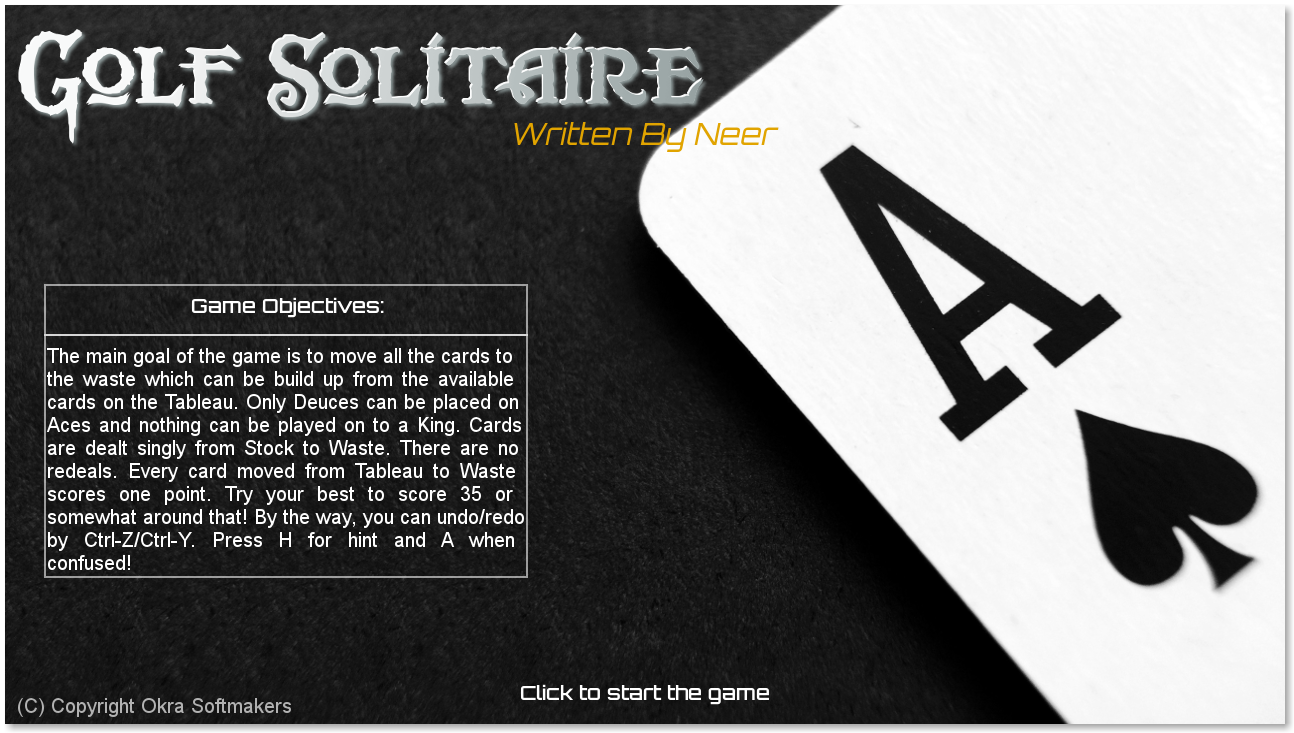 Golf Solitaire
Written By Neer
A
Game Objectives:
The main goal of the game is to move all the cards to
the waste which can be build up from the available
cards on the Tableau. Only Deuces can be placed on
Aces and nothing can be played on to a King. Cards
are dealt singly from Stock to Waste. There are no
redeals. Every card moved from Tableau to Waste
scores one point. Try your best to score 35 or
somewhat around that! By the way, you can undo/redo
by Ctrl-Z/Ctrl-Y. Press H for hint and A when
confused!
Click to start the game
(C) Copyright Okra Softmakers